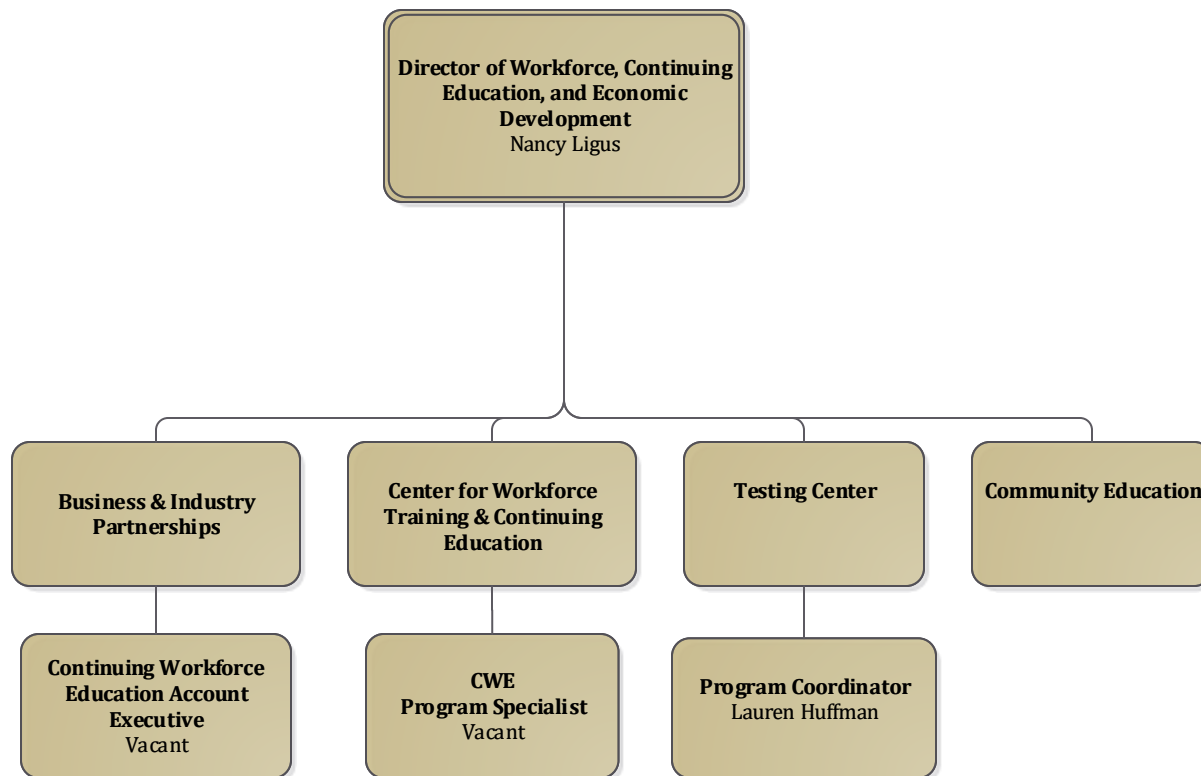 Director of Workforce, Continuing
Education, and Economic
Development
Nancy Ligus
Business & Industry
Partnerships
Center for Workforce
Training & Continuing
Education
Testing Center
Community Education
Continuing Workforce
Education Account
Executive
Vacant
CWE
Program Specialist
Vacant
Program Coordinator
Lauren Huffman